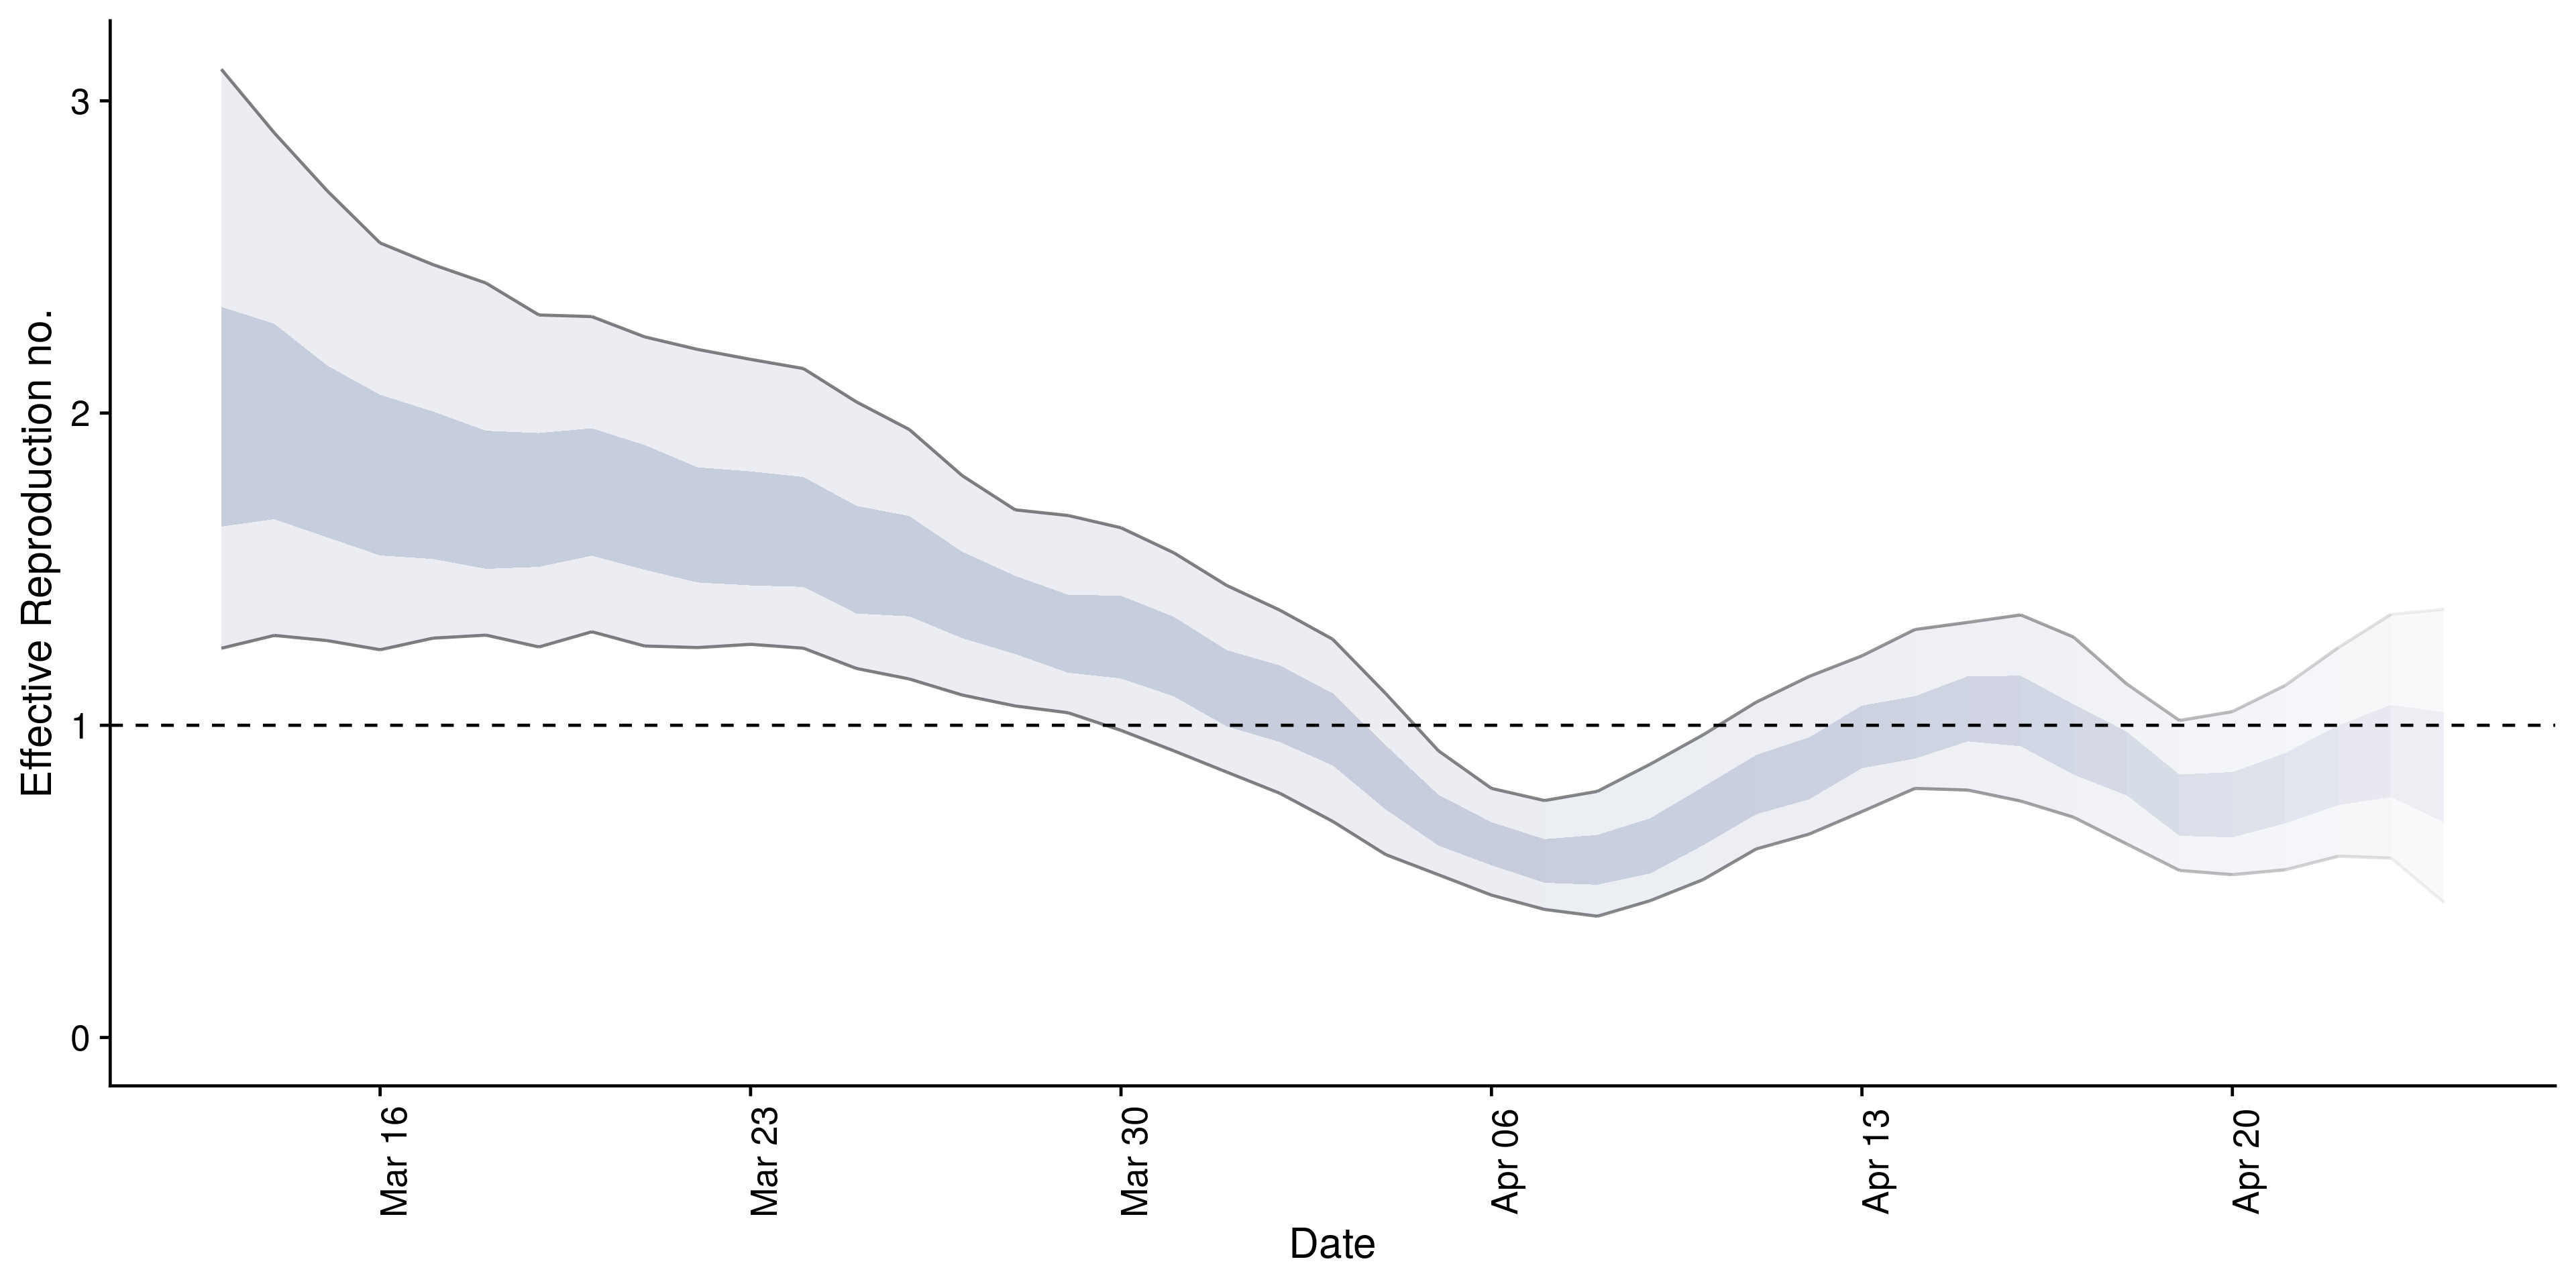 Effective Reproduction no.
3
2
1
0
Mar 16
Mar 23
Mar 30
Apr 06
Apr 13
Apr 20
Date